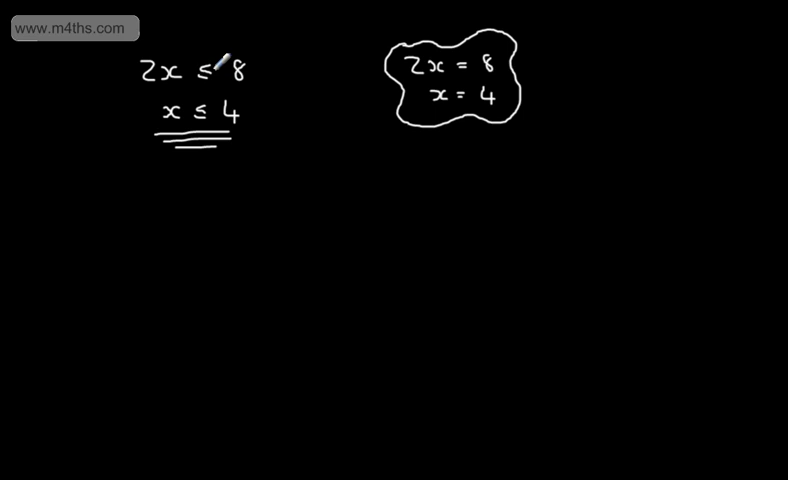 www.m4ths.com
2x ≤ 8
x ≤ 4
2x = 8
x = 4